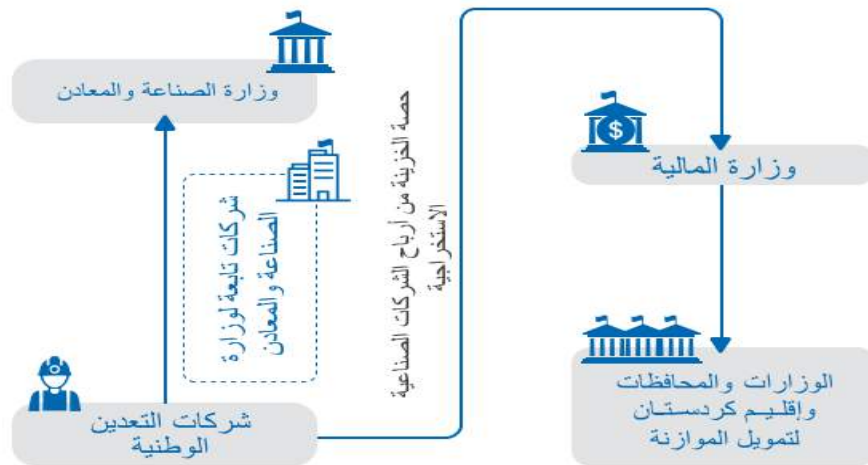 وزارة الصناعة والمعادن
شركات تابعة لوزارة
الصناعة والمعادن
شركات التعدين
الوطنية
حصة الخزينة من أرباح الشركات الصناعية
الاستخراجية
$
وزارة المالية
الوزارات والمحافظات
وإقليم كردستان
لتمويل الموازنة